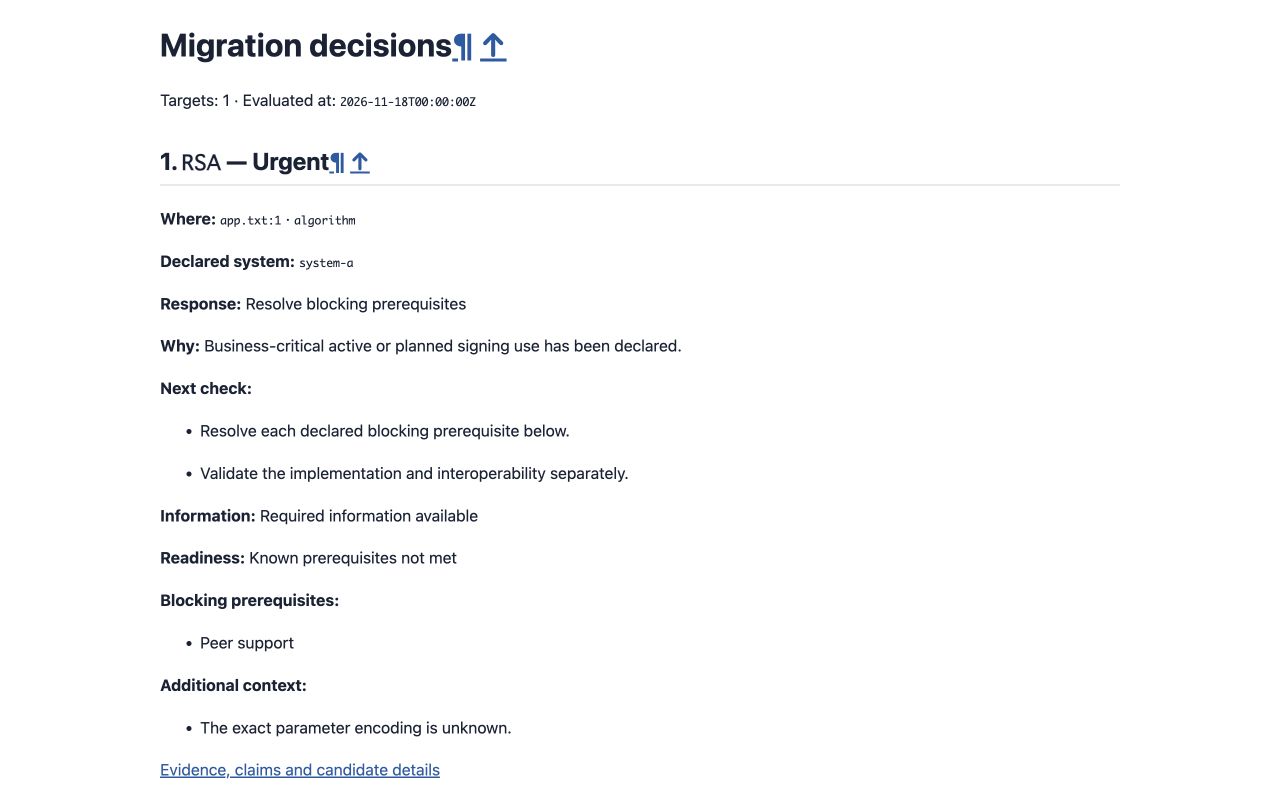 Migration decisions¶ ↑
Targets: 1 · Evaluated at: 2026-11-18T00:00:00Z
1. RSA — Urgent¶ ↑
Where: app.txt:1 · algorithm
Declared system: system-a
Response: Resolve blocking prerequisites
Why: Business-critical active or planned signing use has been declared.
Next check:
• Resolve each declared blocking prerequisite below.
• Validate the implementation and interoperability separately.
Information: Required information available
Readiness: Known prerequisites not met
Blocking prerequisites:
• Peer support
Additional context:
• The exact parameter encoding is unknown.
Evidence, claims and candidate details